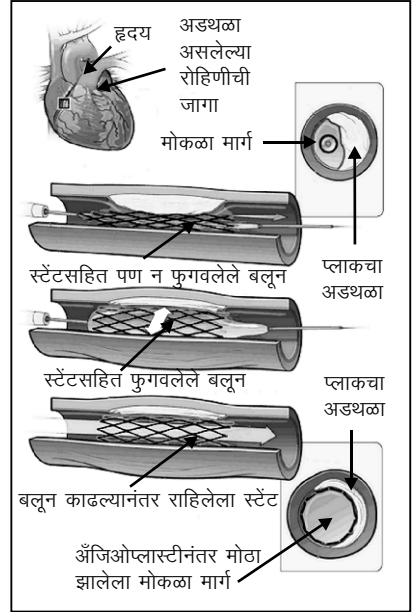 हृदय
अडथळा
असलेल्या
रोहिणीची
जागा
मोकळा मार्ग
स्टेंटसहित पण न फुगवलेले बलून
प्लाकचा
अडथळा
स्टेंटसहित फुगवलेले बलून
प्लाकचा
अडथळा
बलून काढल्यानंतर राहिलेला स्टेंट
अँजिओप्लास्टीनंतर मोठा
झालेला मोकळा मार्ग